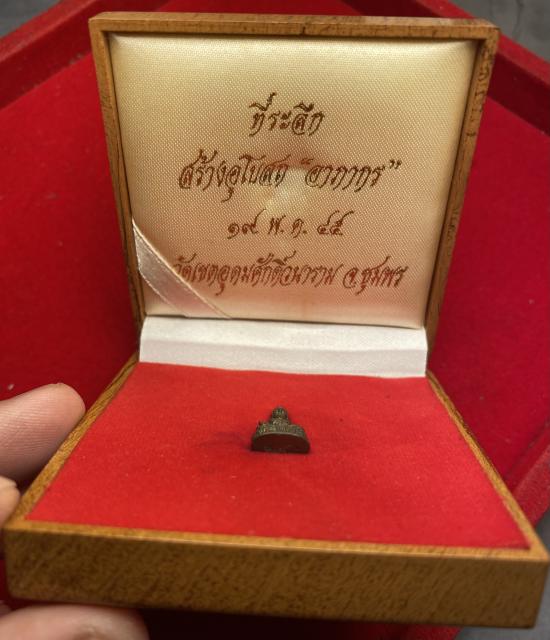 ที่ระลึก
สร้างอุโบสถ "อาภากร"
๑๙ พ.ค. ๔๕
วัดเขตอุดมศักดิ์วนาราม จ.ชุมพร